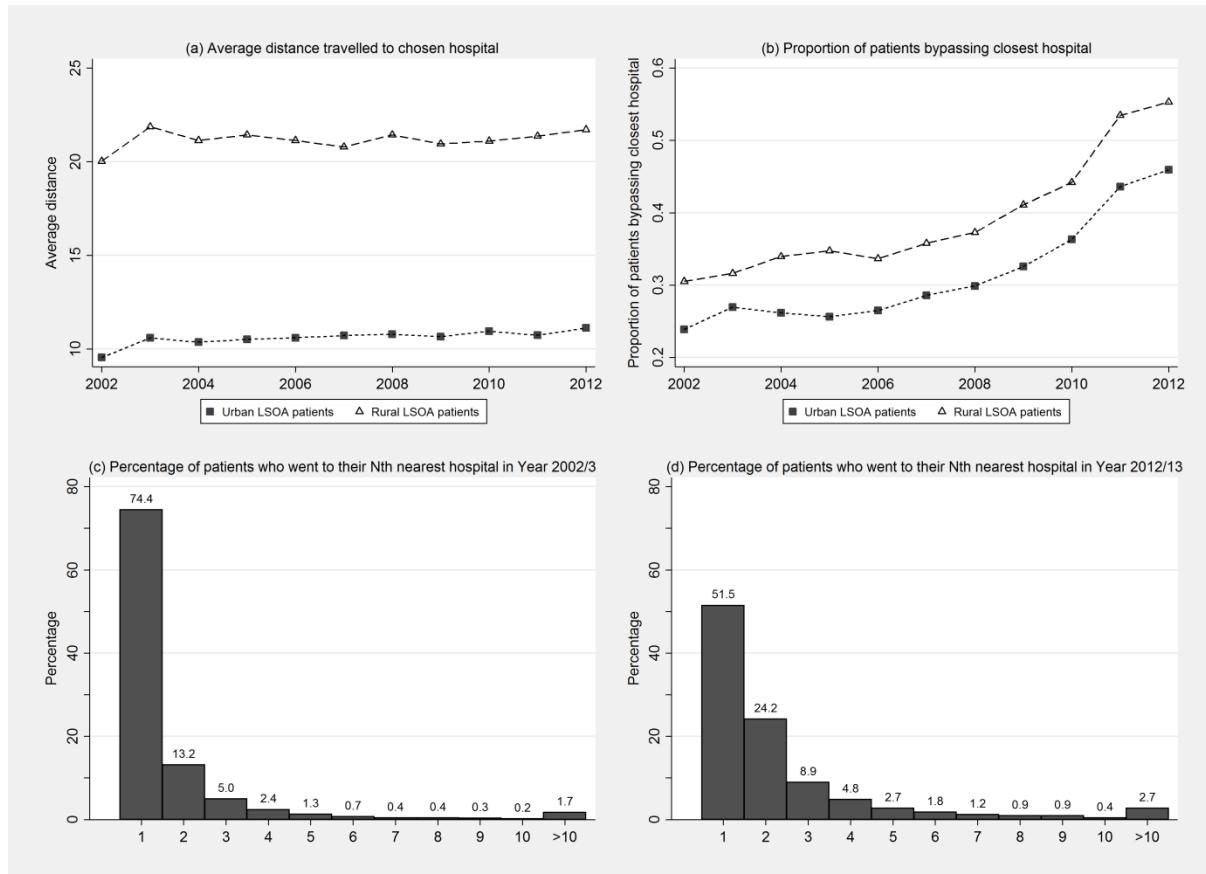 (a) Average distance travelled to chosen hospital
Average distance
25
20
15
10
2002 2004 2006 2008 2010 2012
Urban LSOA patients Rural LSOA patients
(b) Proportion of patients bypassing closest hospital
Proportion of patients bypassing closest hospital
0.6
0.5
0.4
0.3
0.2
2002 2004 2006 2008 2010 2012
Urban LSOA patients Rural LSOA patients
(c) Percentage of patients who went to their Nth nearest hospital in Year 2002/3
Percentage
80
60
40
20
0
74.4
13.2
5.0
2.4
1.3
0.7
0.4
0.4
0.3
0.2
1.7
1 2 3 4 5 6 7 8 9 10 >10
(d) Percentage of patients who went to their Nth nearest hospital in Year 2012/13
Percentage
80
60
40
20
0
51.5
24.2
8.9
4.8
2.7
1.8
1.2
0.9
0.9
0.4
2.7
1 2 3 4 5 6 7 8 9 10 >10